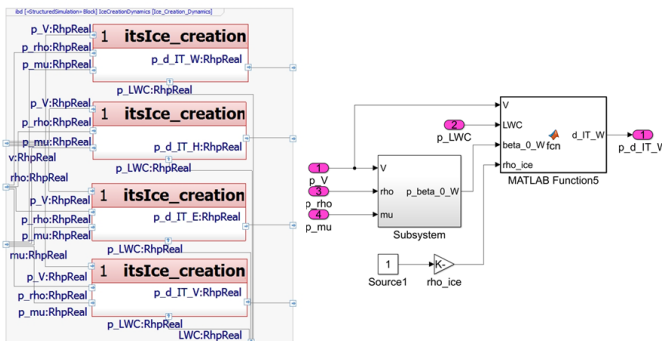 ibd [«StructuredSimulation» Block] IceCreationDynamics [Ice_Creation_Dynamics]
p_V:RhpReal
1 itsIce_creation
p_rho:RhpReal
p_d_IT_W:RhpReal
p_mu:RhpReal
p_LWC:RhpReal
p_V:RhpReal
1 itsIce_creation
p_rho:RhpReal
p_mu:RhpReal
p_d_IT_H:RhpReal
v:RhpReal
p_LWC:RhpReal
rho:RhpReal
1 itsIce_creation
p_V:RhpReal
p_rho:RhpReal
p_d_IT_E:RhpReal
p_mu:RhpReal
p_LWC:RhpReal
mu:RhpReal
1 itsIce_creation
p_V:RhpReal
p_rho:RhpReal
p_d_IT_V:RhpReal
p_mu:RhpReal
p_LWC:RhpReal
LWC:RhpReal
V
2
LWC
p_LWC
fcn
d_IT_W
1
beta_0_W
p_d_IT_W
rho_ice
MATLAB Function5
1
p_V
V
3
rho
p_beta_0_W
p_rho
4
mu
p_mu
Subsystem
1
K-
Source1
rho_ice